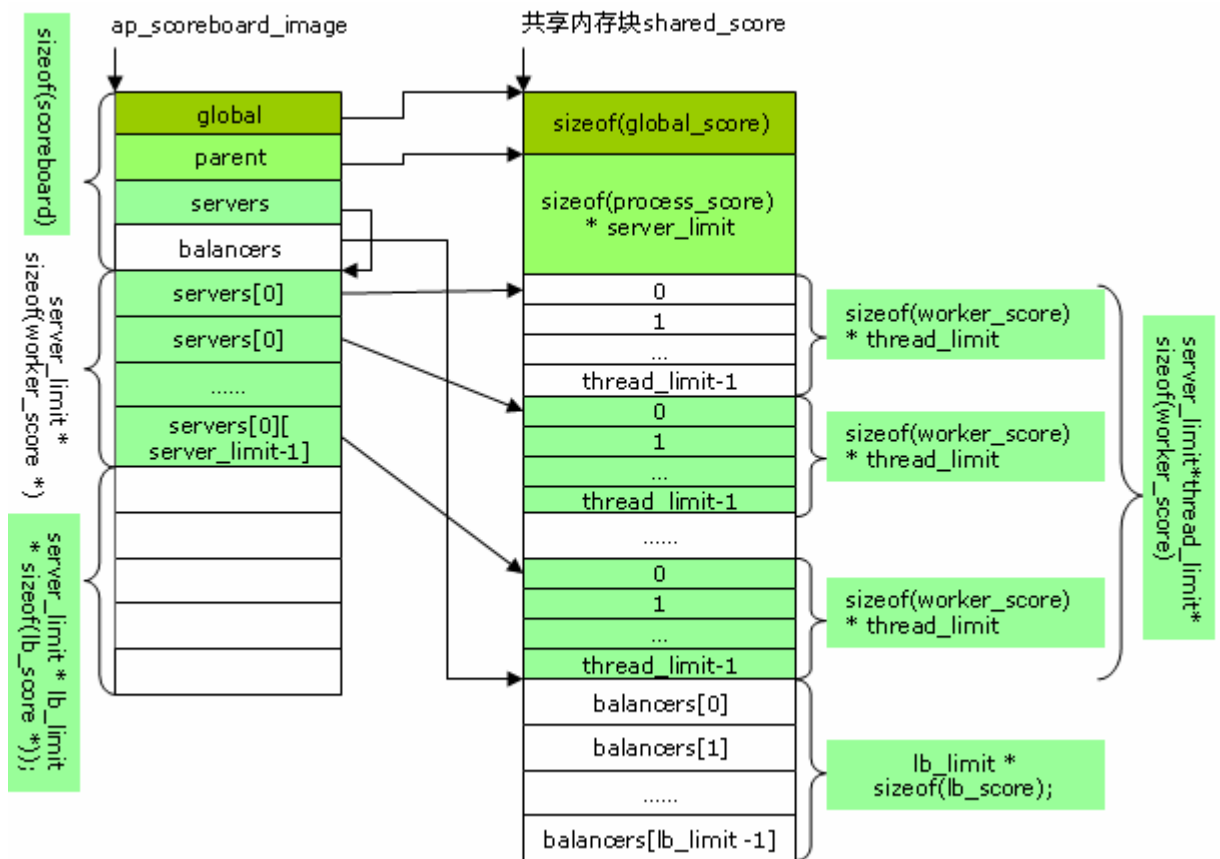 ap_scoreboard_image
共享内存块shared_score
sizeof(scoreboard)
global
parent
servers
balancers
server_limit *
sizeof(worker_score *)
servers[0]
servers[0]
......
servers[0][
server_limit-1]
server_limit * lb_limit
* sizeof(lb_score *));
sizeof(global_score)
sizeof(process_score)
* server_limit
0
1
...
thread_limit-1
0
1
...
thread_limit-1
......
0
1
...
thread_limit-1
balancers[0]
balancers[1]
......
balancers[lb_limit -1]
sizeof(worker_score)
* thread_limit
sizeof(worker_score)
* thread_limit
sizeof(worker_score)
* thread_limit
lb_limit *
sizeof(lb_score);
server_limit*thread_limit*
sizeof(worker_score)